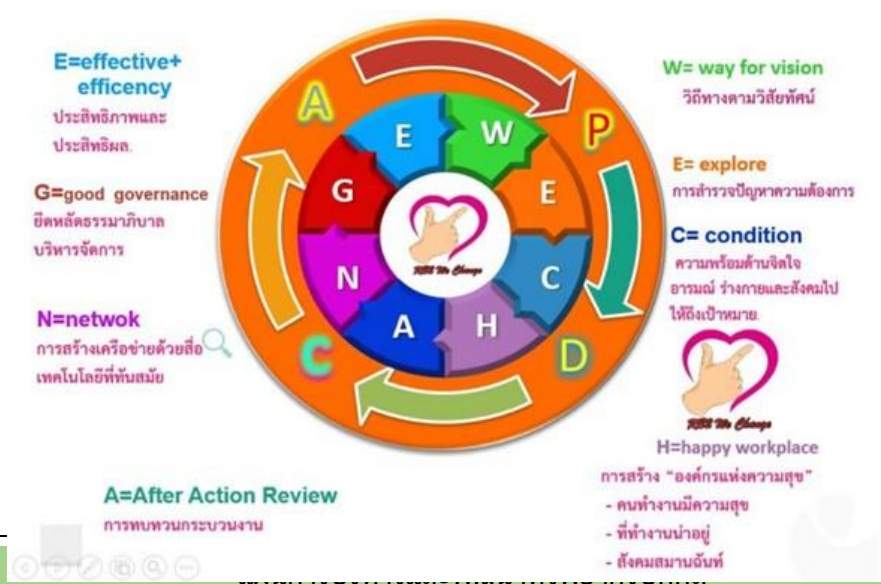 E=effective+
efficency
ประสิทธิภาพและ
ประสิทธิผล.
G=good governance
ยึดหลัดธรรมาภิบาล
บริหารจัดการ
N=netwok
การสร้างเครือข่ายด้วยสื่อ
เทคโนโลยีที่ทันสมัย
A=After Action Review
การทบทวนกระบวนงาน
A
P
D
C
E
W
G
E
N
C
A
H
RBE We Change
W= way for vision
วิถีทางตามวิสัยทัศน์
E= explore
การสำรวจปัญหาความต้องการ
C= condition
ความพร้อมด้านจิตใจ
อารมณ์ ร่างกายและสังคมไป
ให้ถึงเป้าหมาย.
RBE We Change
H=happy workplace
การสร้าง "องค์กรแห่งความสุข"
- คนทำงานมีความสุข
- ที่ทำงานน่าอยู่
- สังคมสมานฉันท์